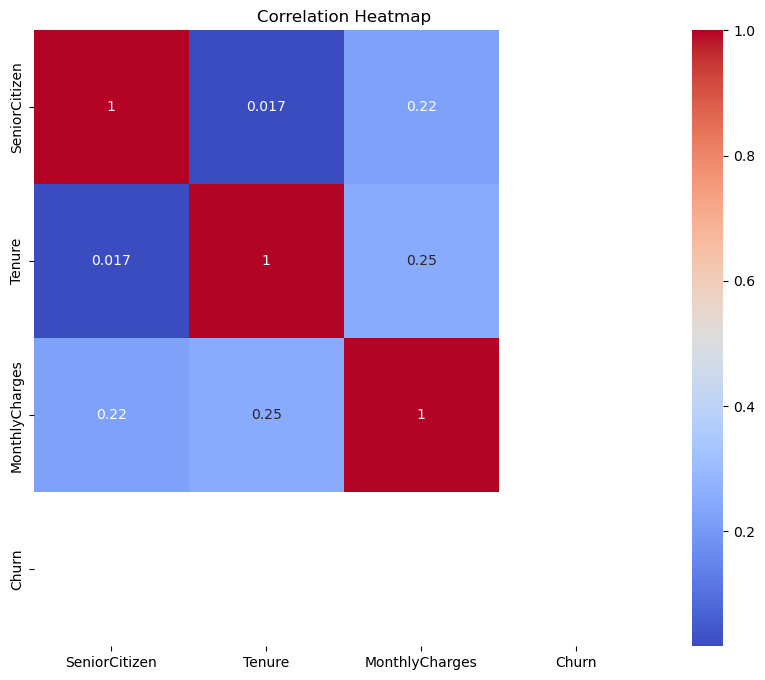 Correlation Heatmap
SeniorCitizen
1
0.017
0.22
Tenure
0.017
1
0.25
MonthlyCharges
0.22
0.25
1
Churn
SeniorCitizen
Tenure
MonthlyCharges
Churn
1.0
0.8
0.6
0.4
0.2